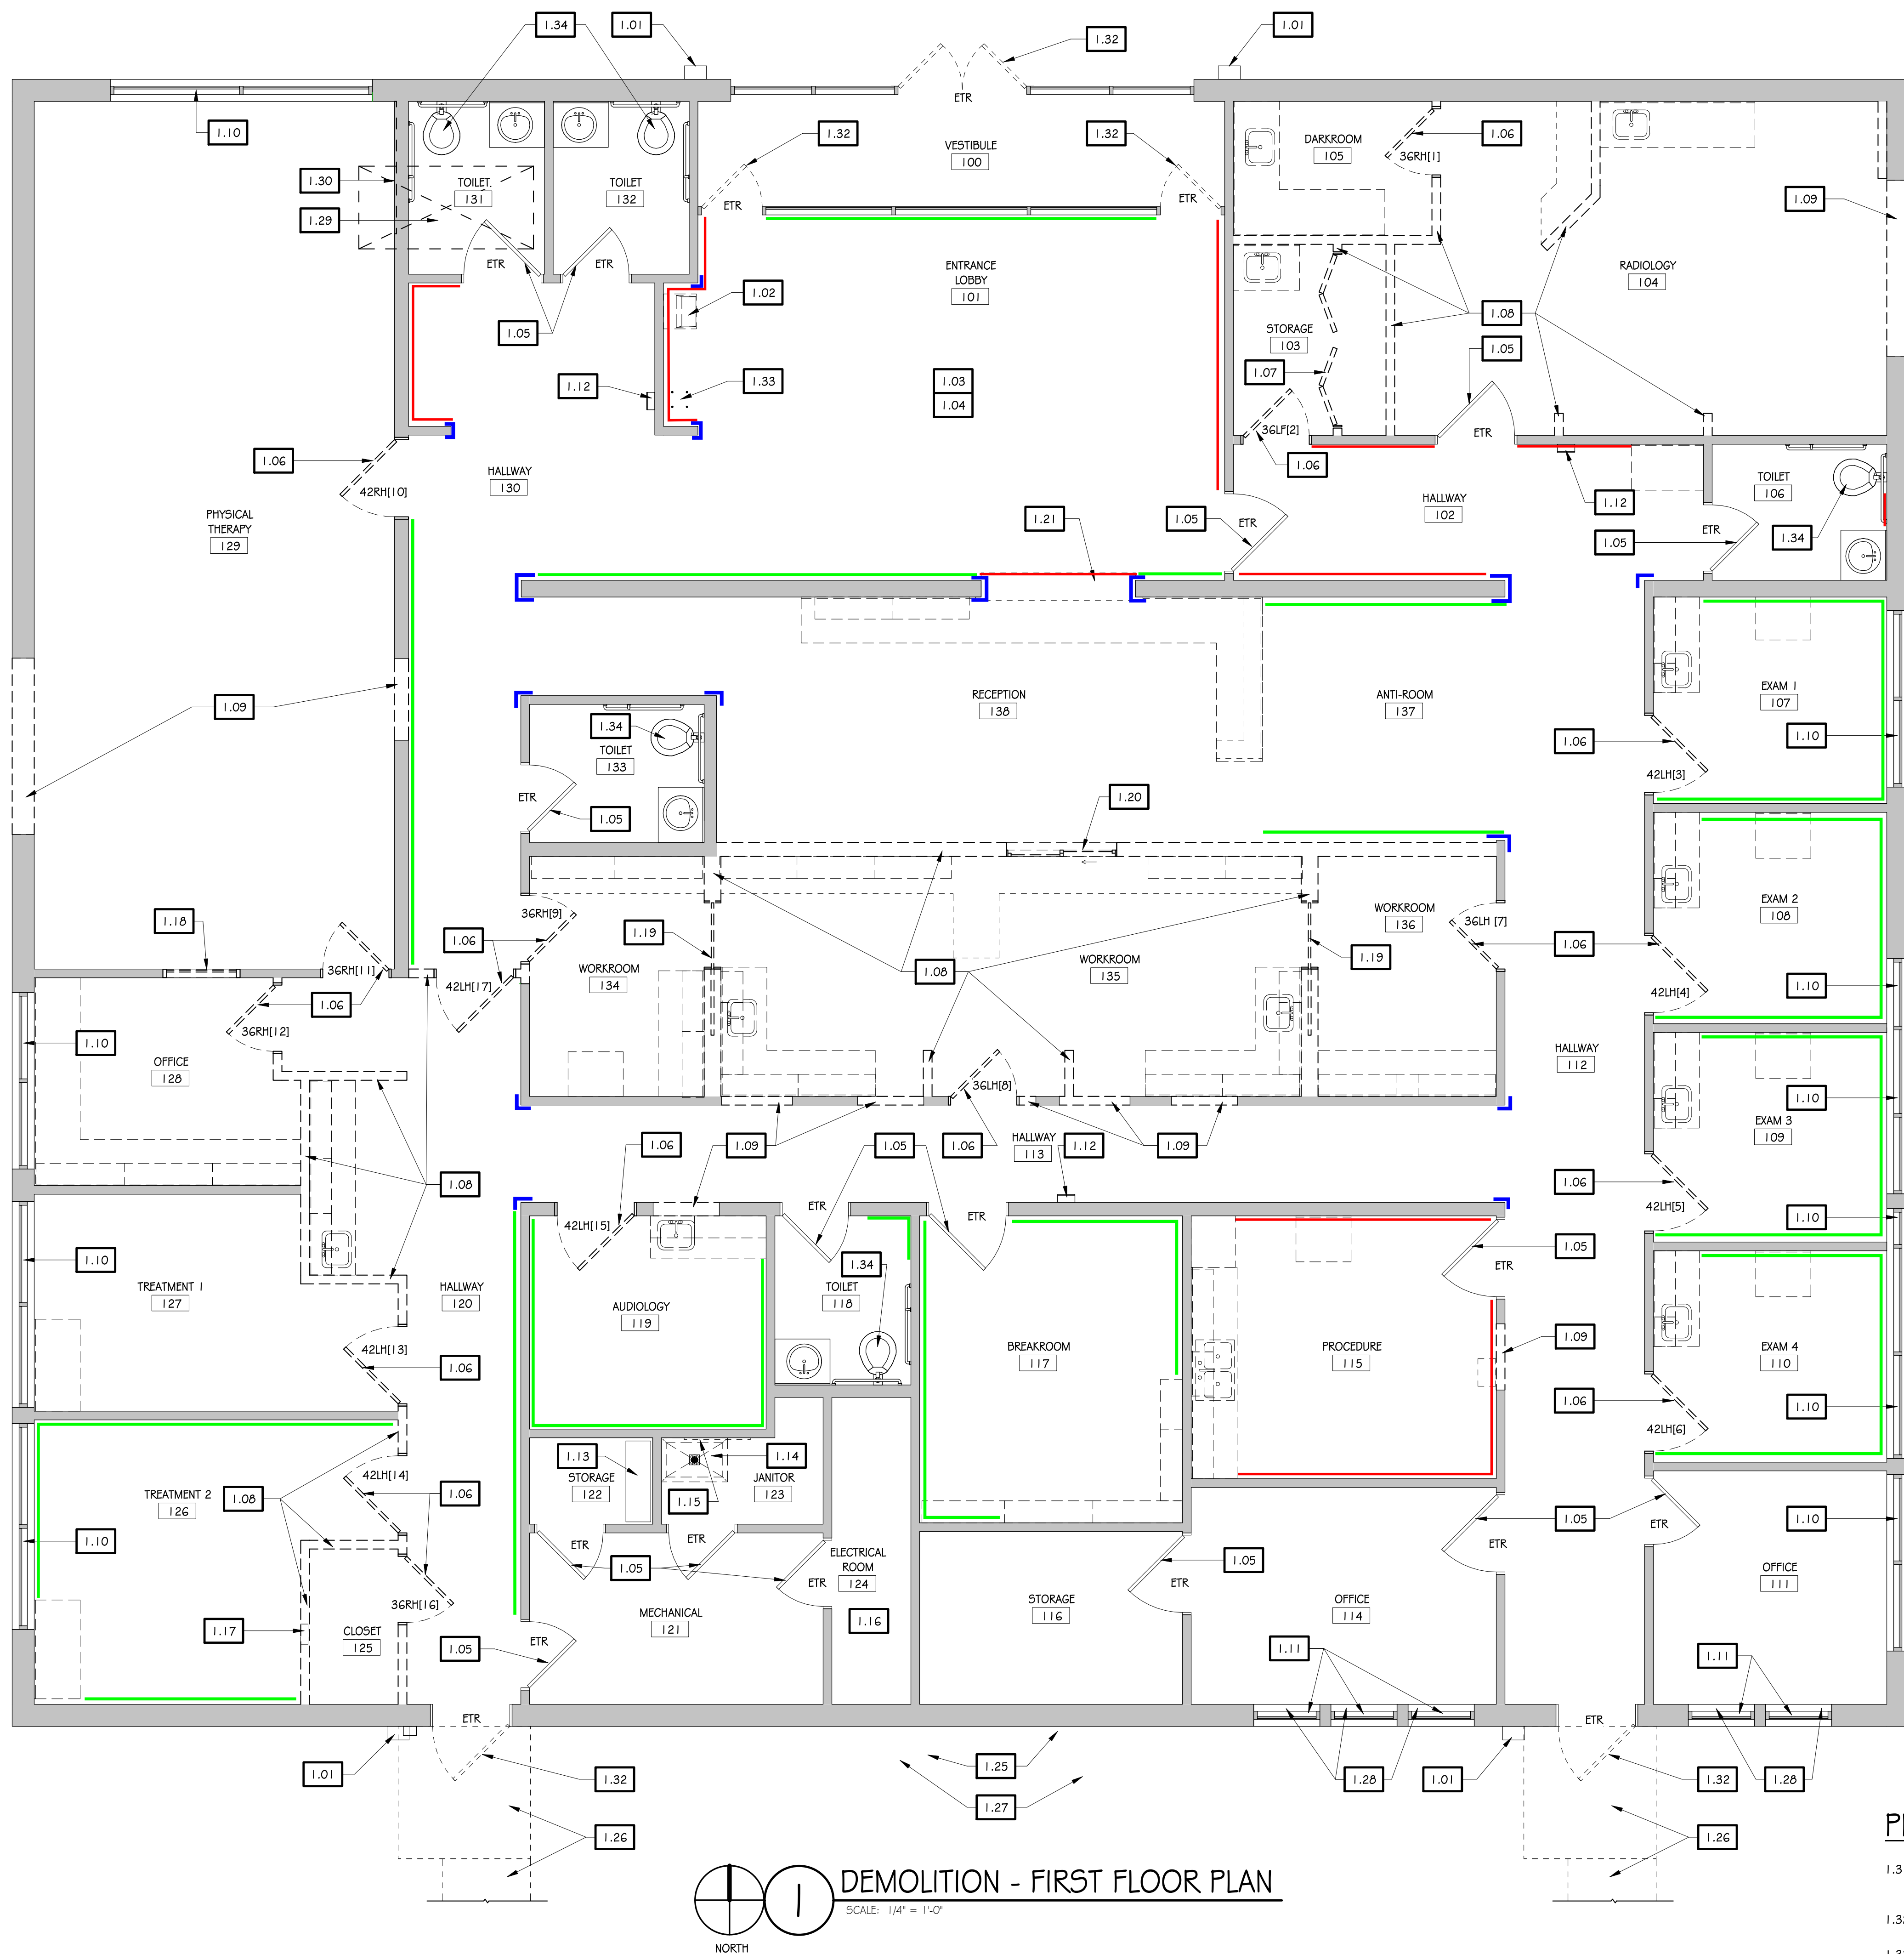 1.34
1.01
1.32
1.01
ETR
1.10
1.32
1.32
VESTIBULE
100
DARKROOM
105
1.06
36RH[1]
1.30
TOILET
131
TOILET
132
1.29
ETR
ETR
1.09
ETR
ETR
ENTRANCE
LOBBY
101
RADIOLOGY
104
1.02
1.05
STORAGE
103
1.08
1.05
1.07
1.12
1.33
1.03
1.04
36LF[2]
ETR
1.06
1.06
42RH[10]
HALLWAY
130
TOILET
106
1.12
HALLWAY
102
PHYSICAL
THERAPY
129
1.21
1.05
ETR
ETR
1.05
1.34
RECEPTION
138
ANTI-ROOM
137
EXAM 1
107
1.09
1.34
TOILET
133
1.06
1.10
42LH[3]
ETR
1.05
1.20
1.18
36RH[9]
WORKROOM
136
36LH [7]
EXAM 2
108
1.06
1.19
1.19
1.06
36RH[11]
WORKROOM
134
1.08
WORKROOM
135
42LH[17]
1.06
42LH[4]
1.10
36RH[12]
1.10
OFFICE
128
HALLWAY
112
36LH[8]
1.10
EXAM 3
109
1.06
1.09
1.05
1.06
HALLWAY
113
1.12
1.09
1.08
1.06
42LH[5]
1.10
42LH[15]
ETR
ETR
1.10
1.05
ETR
TREATMENT 1
127
HALLWAY
120
1.34
TOILET
118
AUDIOLOGY
119
1.09
42LH[13]
1.06
BREAKROOM
117
PROCEDURE
115
EXAM 4
110
1.06
1.10
42LH[6]
1.13
1.14
42LH[14]
STORAGE
122
JANITOR
123
1.15
TREATMENT 2
126
1.08
1.06
1.10
1.05
1.10
ETR
ETR
ETR
ETR
1.05
ELECTRICAL
ROOM
124
1.05
ETR
ETR
OFFICE
111
36RH[16]
STORAGE
116
OFFICE
114
MECHANICAL
121
1.16
1.17
CLOSET
125
ETR
1.05
1.11
1.11
ETR
ETR
1.01
1.32
1.25
1.28
1.01
1.32
1.28
1.27
1.26
1.26
1
DEMOLITION - FIRST FLOOR PLAN
SCALE: 1/4" = 1'-0"
NORTH